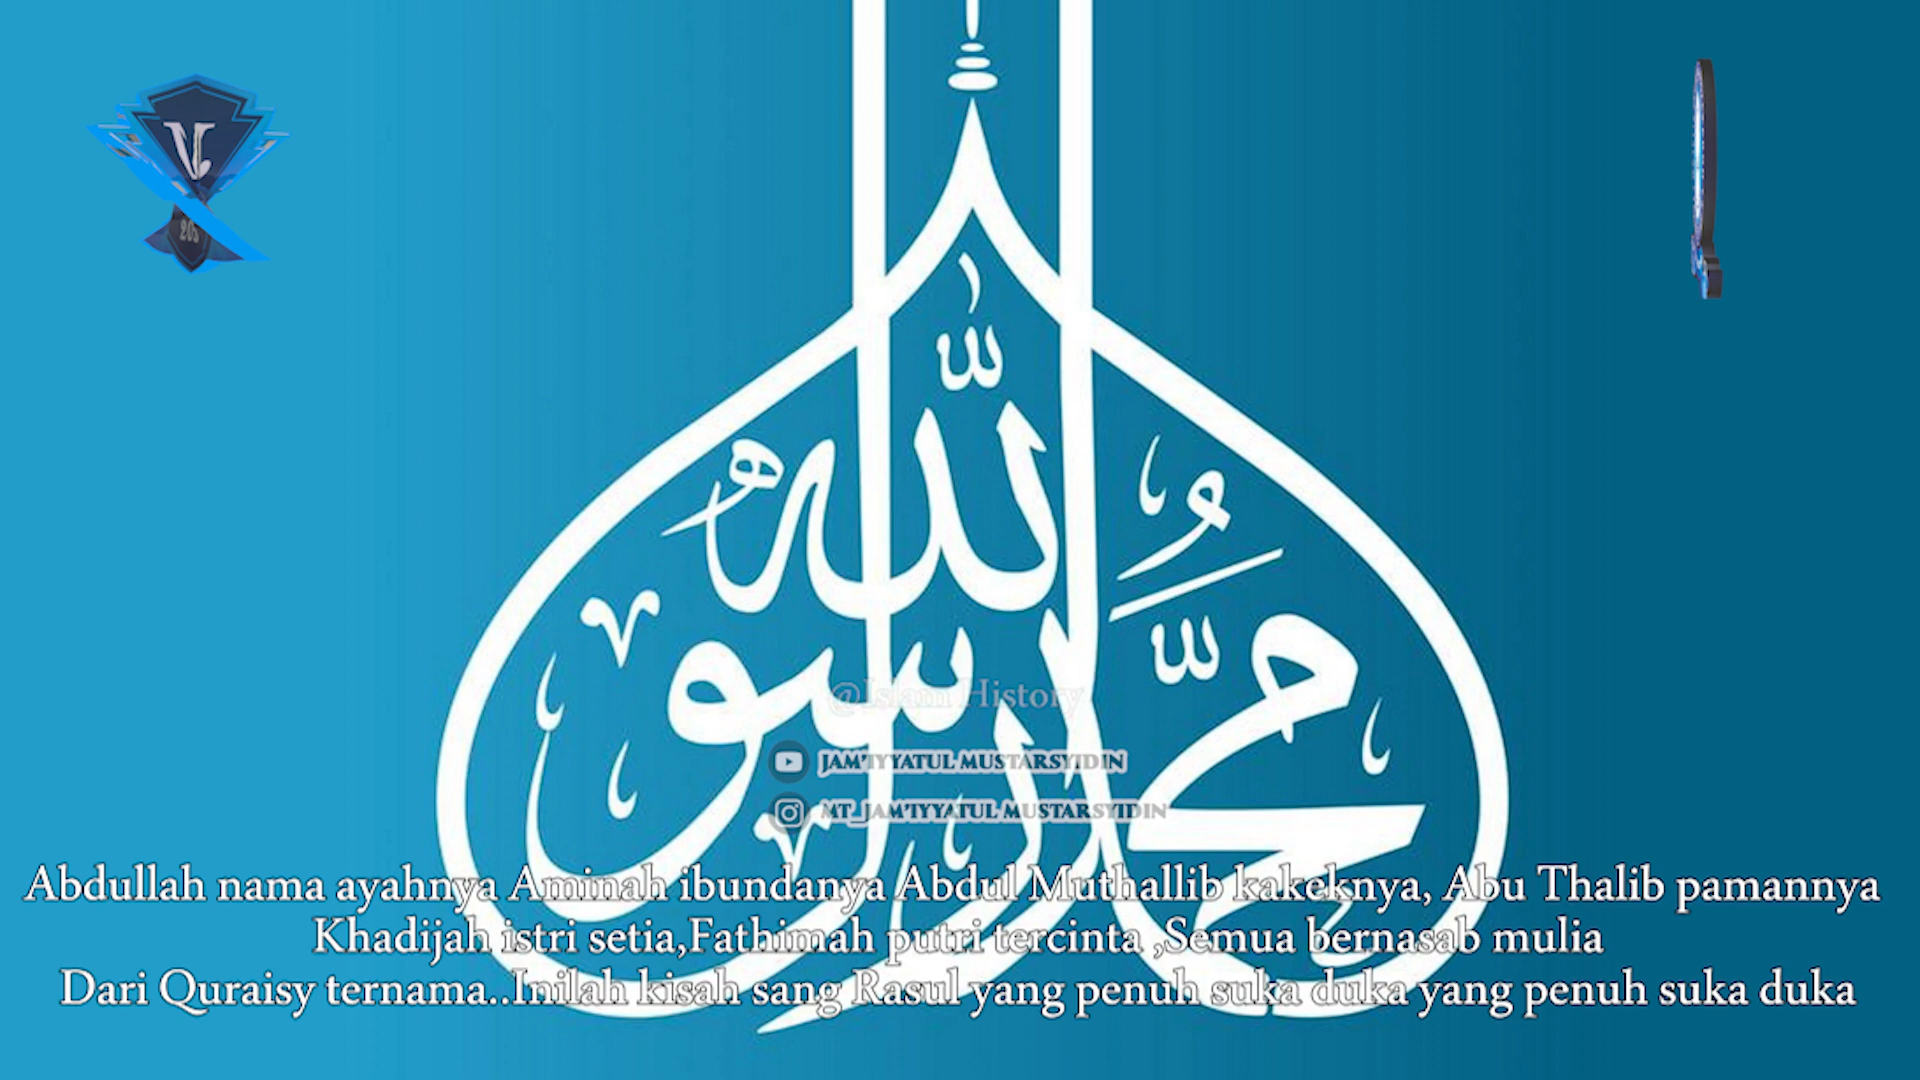 V
203
الله
محمد رسول
@Islam History
JAM'IYYATUL MUSTARSYIDIN
MT_JAM'IYYATUL MUSTARSYIDIN
Abdullah nama ayahnya Aminah ibundanya Abdul Muthallib kakeknya, Abu Thalib pamannya
Khadijah istri setia,Fathimah putri tercinta ,Semua bernasab mulia
Dari Quraisy ternama..Inilah kisah sang Rasul yang penuh suka duka yang penuh suka duka